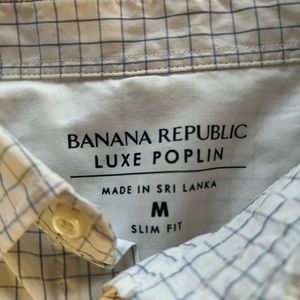 BANANA REPUBLIC
LUXE POPLIN
MADE IN SRI LANKA
M
SLIM FIT